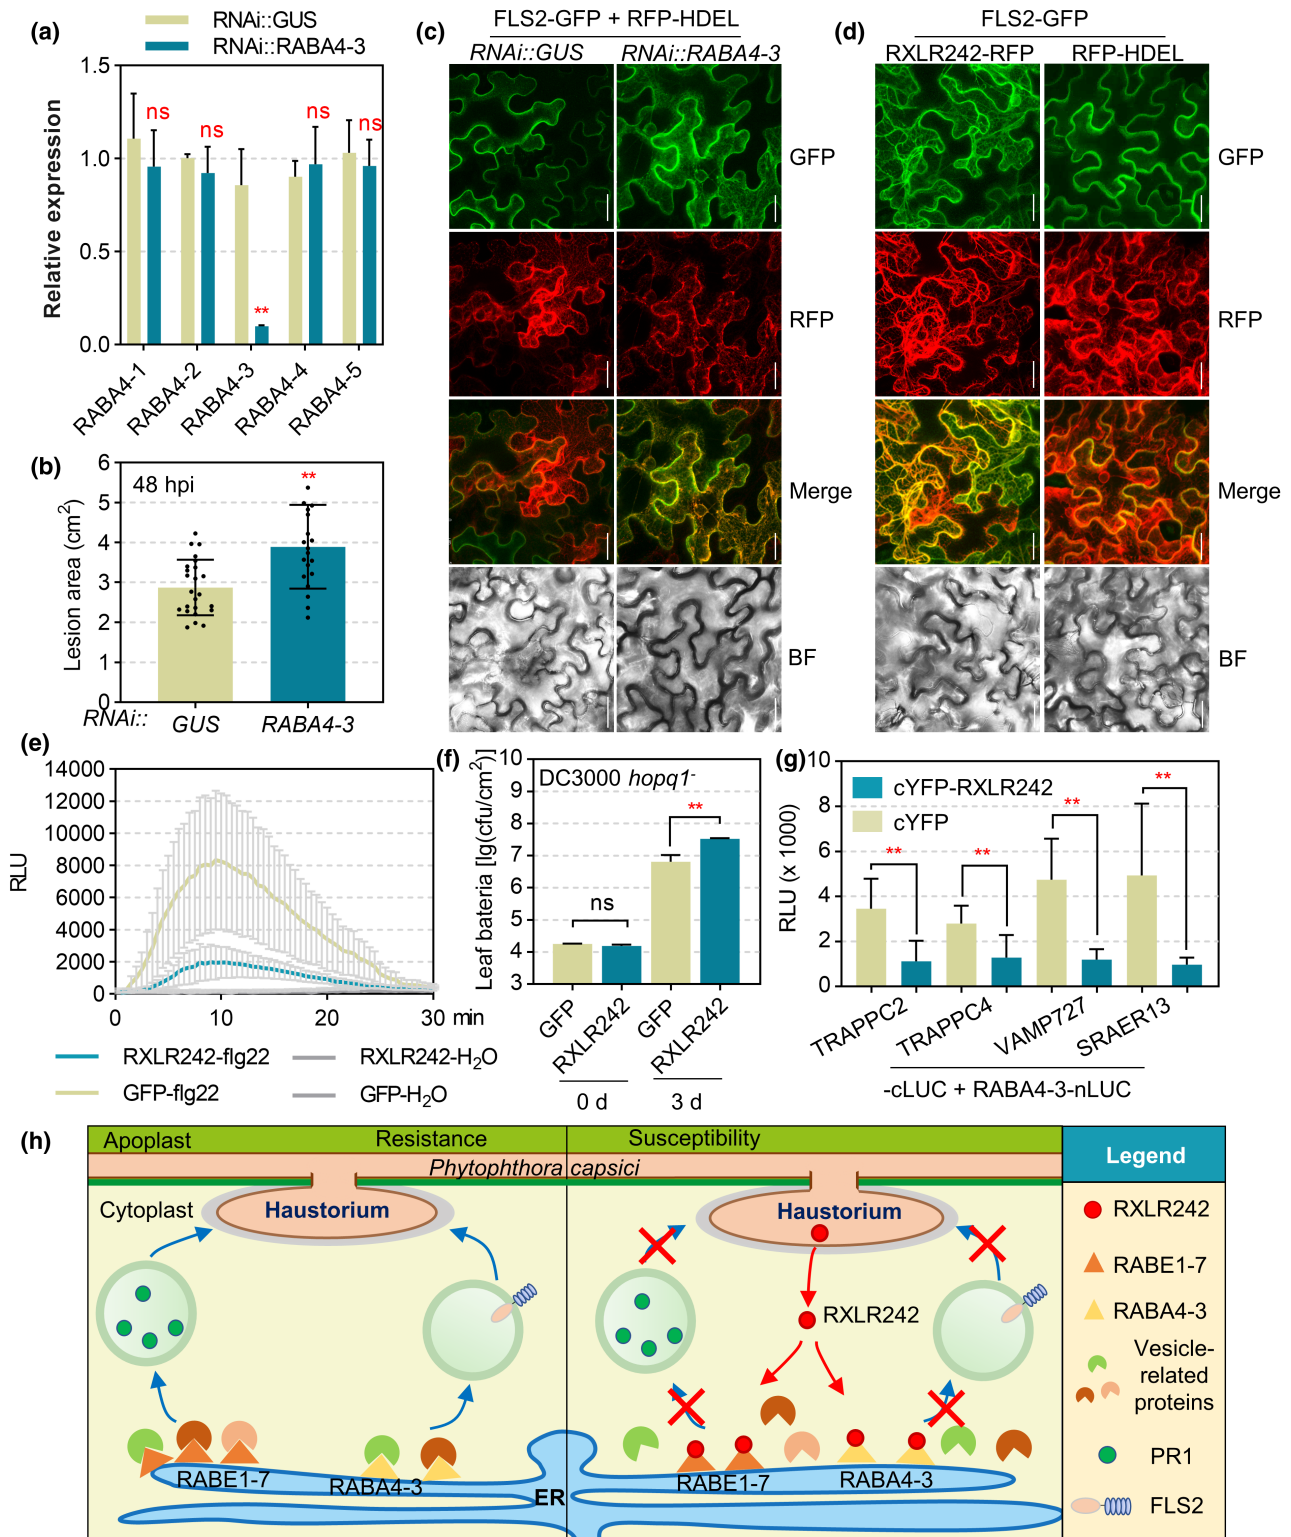 (a)
RNAi::GUS
RNAi::RABA4-3
Relative expression
1.5
1.0
0.5
0.0
ns
ns
**
ns
ns
RABA4-1
RABA4-2
RABA4-3
RABA4-4
RABA4-5
(b)
Lesion area (cm2)
6
5
4
3
2
1
0
48 hpi
**
RNAi::
GUS
RABA4-3
(c)
FLS2-GFP + RFP-HDEL
RNAi::GUS
RNAi::RABA4-3
GFP
RFP
Merge
BF
(d)
FLS2-GFP
RXLR242-RFP
RFP-HDEL
GFP
RFP
Merge
BF
(e)
RLU
14000
12000
10000
8000
6000
4000
2000
0
0
10
20
30 min
RXLR242-flg22
RXLR242-H2O
GFP-flg22
GFP-H2O
(f)
Leaf bateria [lg(cfu/cm2)]
10
9
8
7
6
5
4
3
DC3000 hopq1-
ns
**
GFP
RXLR242
GFP
RXLR242
0 d
3 d
(g)
RLU (x 1000)
10
8
6
4
2
0
cYFP-RXLR242
cYFP
**
**
**
**
TRAPPC2
TRAPPC4
VAMP727
SRAER13
-cLUC + RABA4-3-nLUC
(h)
Apoplast
Resistance
Susceptibility
Phytophthora capsici
Cytoplast
Haustorium
Haustorium
RXLR242
RABE1-7
RABA4-3
ER
RABE1-7
RABA4-3
Legend
RXLR242
RABE1-7
RABA4-3
Vesicle-
related
proteins
PR1
FLS2